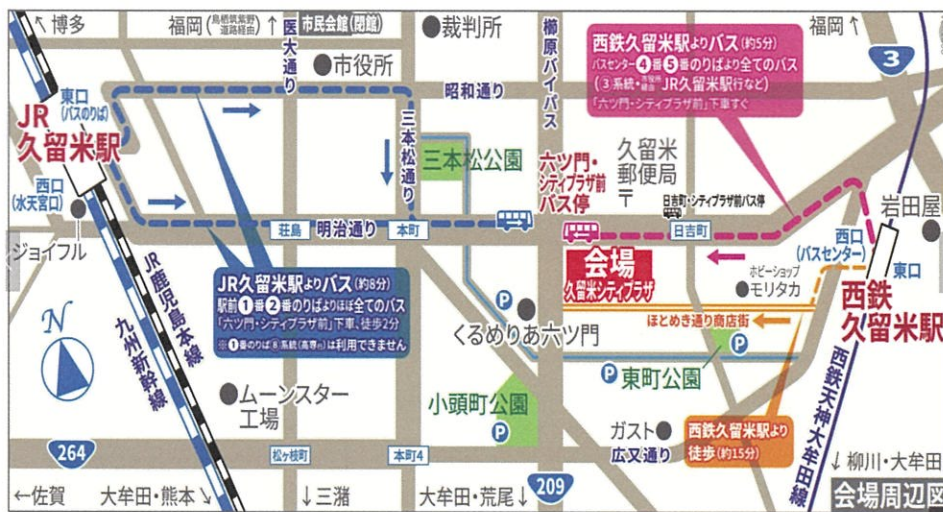 ↖博多
福岡(鳥栖筑紫野道路経由)↑
市民会館(閉館)
医大通り
●裁判所
櫛原バイパス
福岡↑
3
西鉄久留米駅よりバス(約5分)
バスセンター④番⑤番のりばより全てのバス
(③系統・市役所経由 JR久留米駅行など)
「六ツ門・シティプラザ前」下車すぐ
●市役所
昭和通り
東口
(バスのりば)
JR
久留米駅
三本松通り
三本松公園
六ツ門・
シティプラザ前
バス停
久留米
郵便局
〒
日吉町・シティプラザ前バス停
西口
(水天宮口)
ジョイフル
荘島
明治通り
本町
日吉町
岩田屋
西口
(バスセンター)
東口
西鉄
久留米駅
会場
久留米シティプラザ
ホビーショップ
●モリタカ
JR久留米駅よりバス(約8分)
駅前①番②番のりばよりほぼ全てのバス
「六ツ門・シティプラザ前」下車、徒歩2分
※①番のりば⑧系統(高専行)は利用できません
JR鹿児島本線
九州新幹線
N
P
くるめりあ六ツ門
ほとめき通り商店街
P
P
東町公園
西鉄天神大牟田線
●ムーンスター
工場
小頭町公園
P
ガスト●
広又通り
西鉄久留米駅より
徒歩(約15分)
264
松ヶ枝町
本町4
209
←佐賀
大牟田・熊本↘
↓三潴
大牟田・荒尾↓
↓柳川・大牟田
会場周辺図